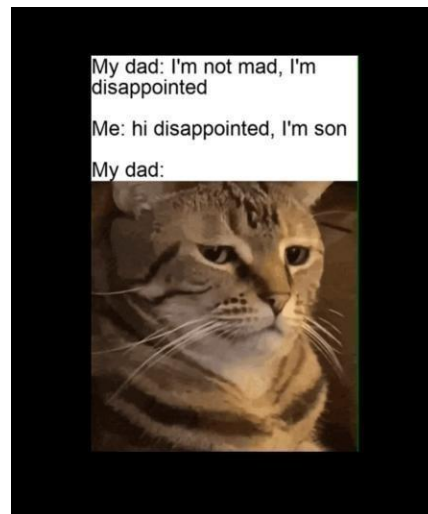 My dad: I'm not mad, I'm
disappointed
Me: hi disappointed, I'm son
My dad: